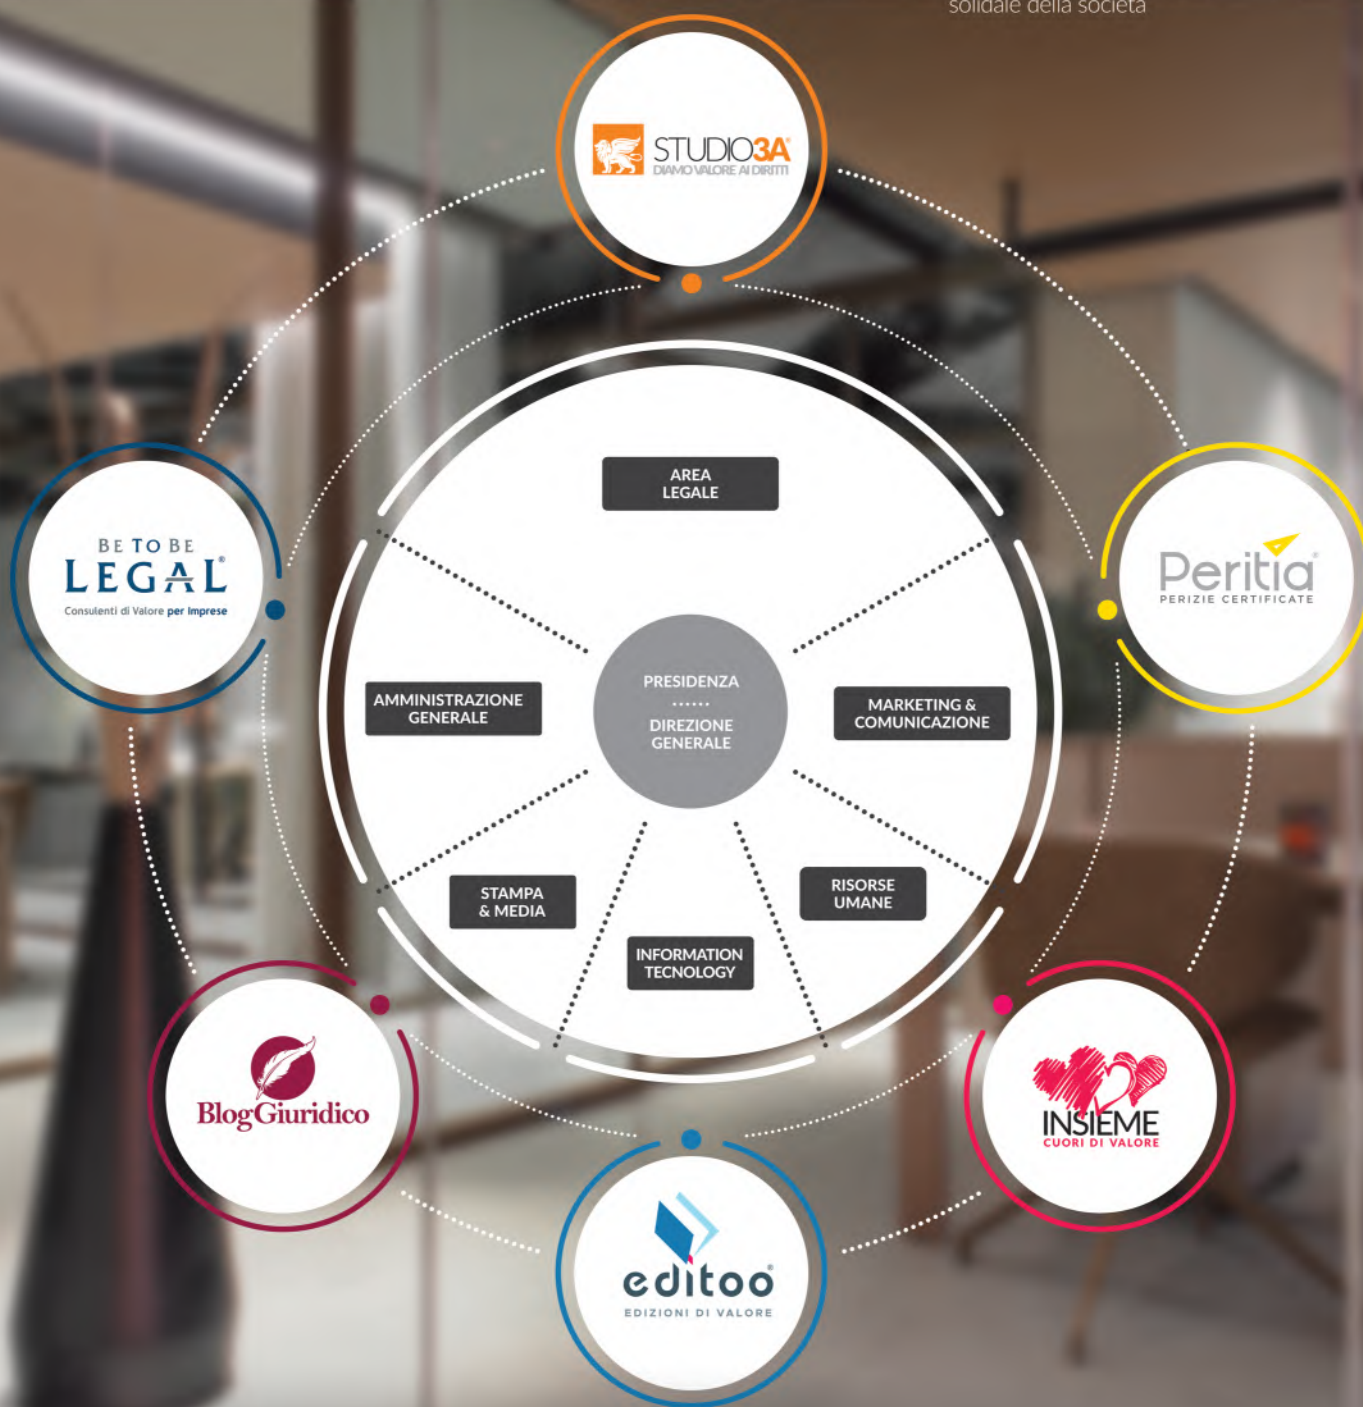 solidale della società
STUDIO3A®
DIAMO VALORE AI DIRITTI
BE TO BE
LEGAL®
Consulenti di Valore per Imprese
Peritia®
PERIZIE CERTIFICATE
AREA
LEGALE
PRESIDENZA
......
DIREZIONE
GENERALE
AMMINISTRAZIONE
GENERALE
MARKETING &
COMUNICAZIONE
STAMPA
& MEDIA
RISORSE
UMANE
INFORMATION
TECNOLOGY
BlogGiuridico
INSIEME
CUORI DI VALORE
editoo®
EDIZIONI DI VALORE